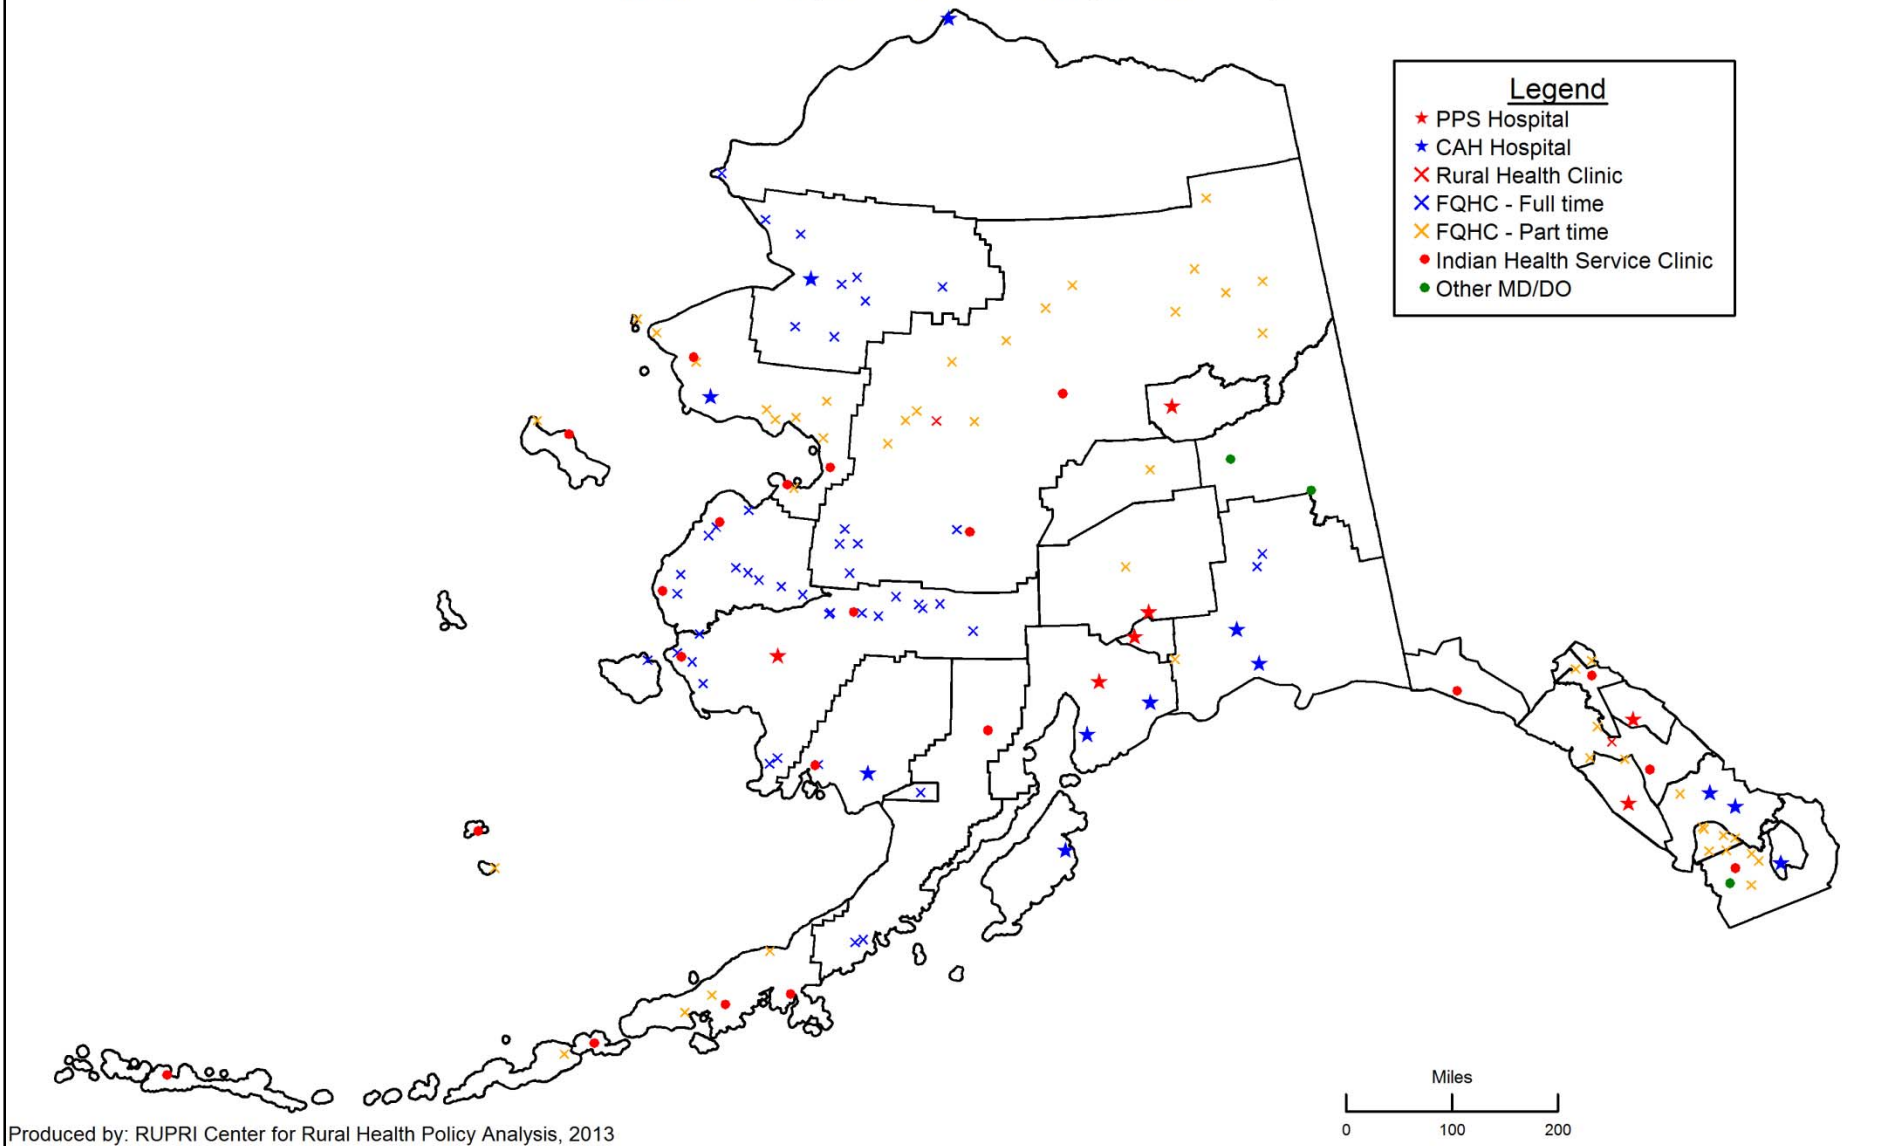 Legend
PPS Hospital
CAH Hospital
Rural Health Clinic
FQHC - Full time
FQHC - Part time
Indian Health Service Clinic
Other MD/DO
Miles
0 100 200
Produced by: RUPRI Center for Rural Health Policy Analysis, 2013